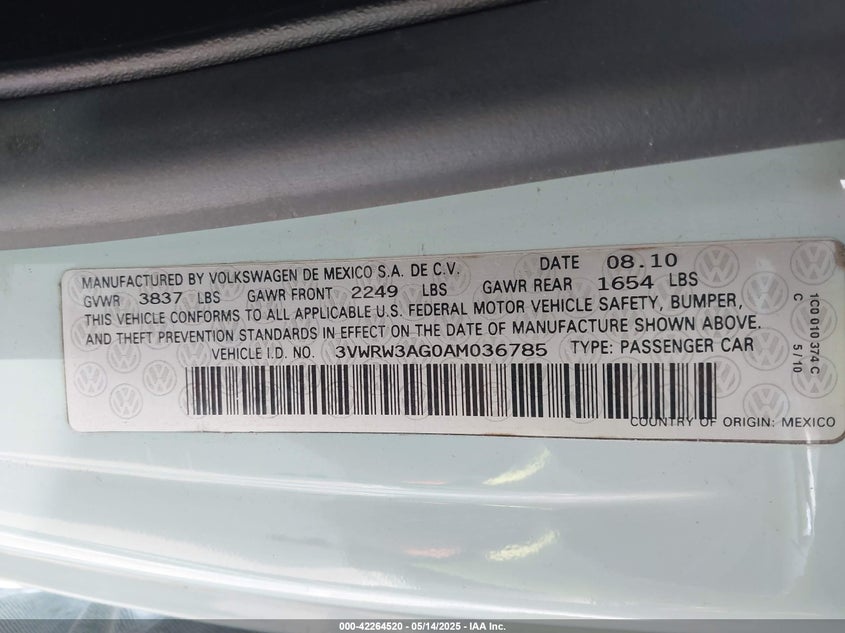 MANUFACTURED BY VOLKSWAGEN DE MEXICO S.A. DE C.V. DATE 08.10
GVWR 3837 LBS GAWR FRONT 2249 LBS GAWR REAR 1654 LBS
THIS VEHICLE CONFORMS TO ALL APPLICABLE U.S. FEDERAL MOTOR VEHICLE SAFETY, BUMPER,
AND THEFT PREVENTION STANDARDS IN EFFECT ON THE DATE OF MANUFACTURE SHOWN ABOVE.
VEHICLE I.D. NO. 3VWRW3AG0AM036785 TYPE: PASSENGER CAR
COUNTRY OF ORIGIN: MEXICO
1C0 010 374 C
C 5/10
000-42264520 - 05/14/2025 - IAA Inc.